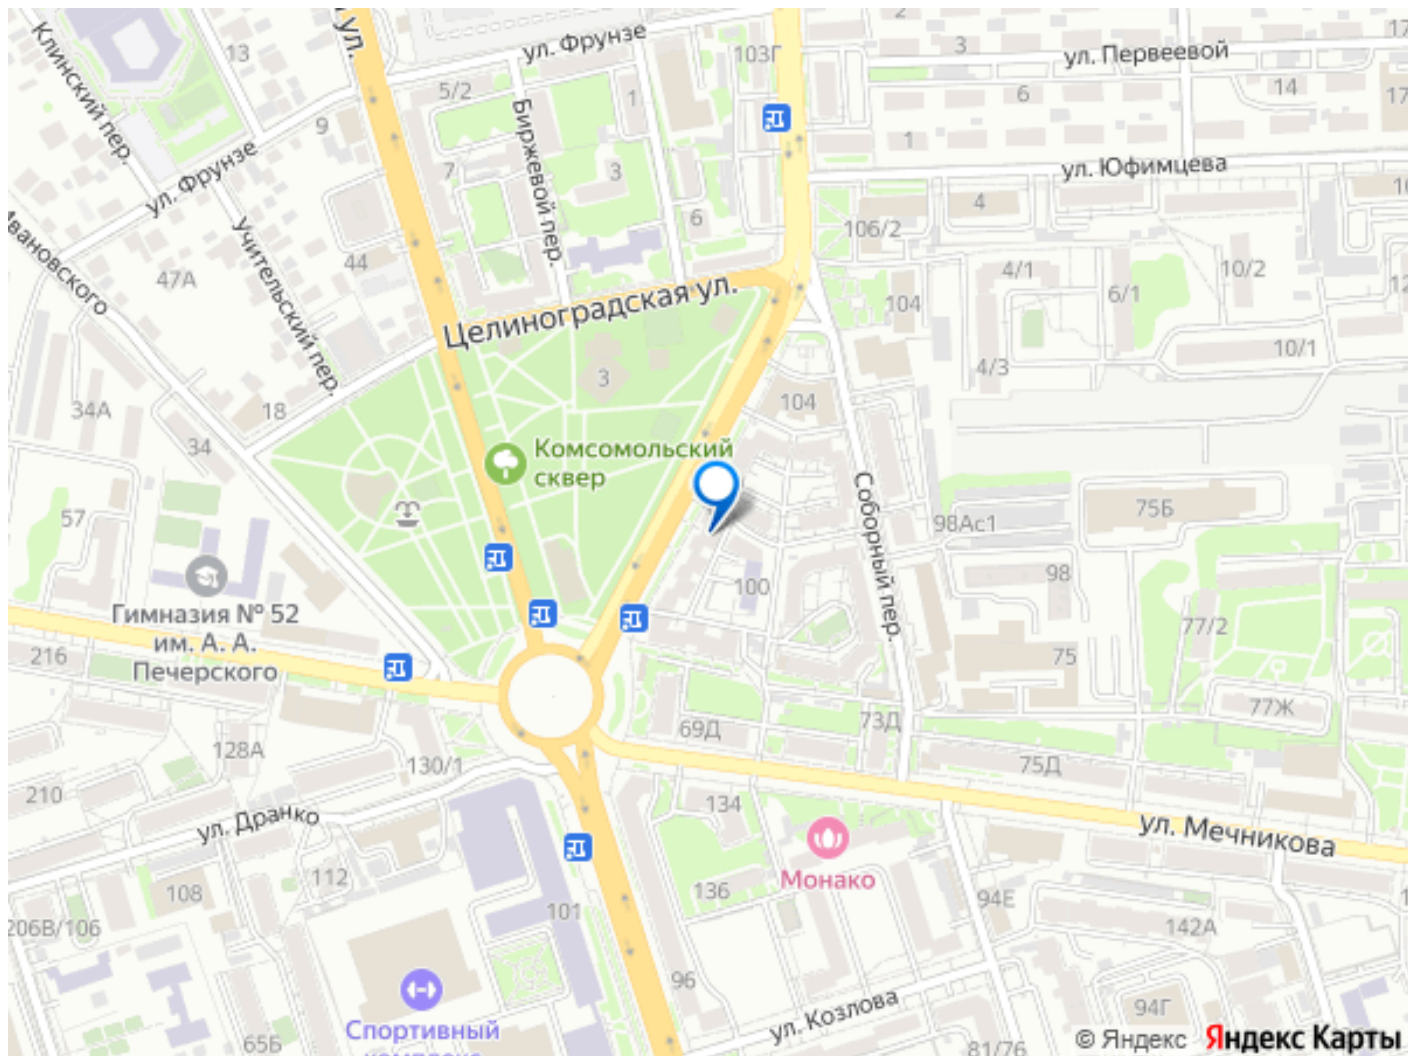 2
17
ул. Фрунзе
ул.
13
103Г
3
ул. Первеевой
Клинский пер.
5/2
1
6
14
17
9
Биржевой пер.
1
ул. Фрунзе
7
3
ул. Юфимцева
4
6
106/2
Учительский пер.
Ивановского
47А
44
4/1
10/2
6/1
Целиноградская ул.
104
10/1
4/3
3
34А
18
34
104
Комсомольский
сквер
Соборный пер.
57
75Б
98Ас1
Гимназия № 52
им. А. А.
Печерского
100
98
77/2
216
75
77Ж
69Д
73Д
128А
130/1
75Д
210
ул. Дранко
134
ул. Мечникова
Монако
112
108
136
94Е
101
142А
206В/106
96
94Г
ул. Козлова
Спортивный
комплекс
65Б
81/76
© Яндекс Яндекс Карты